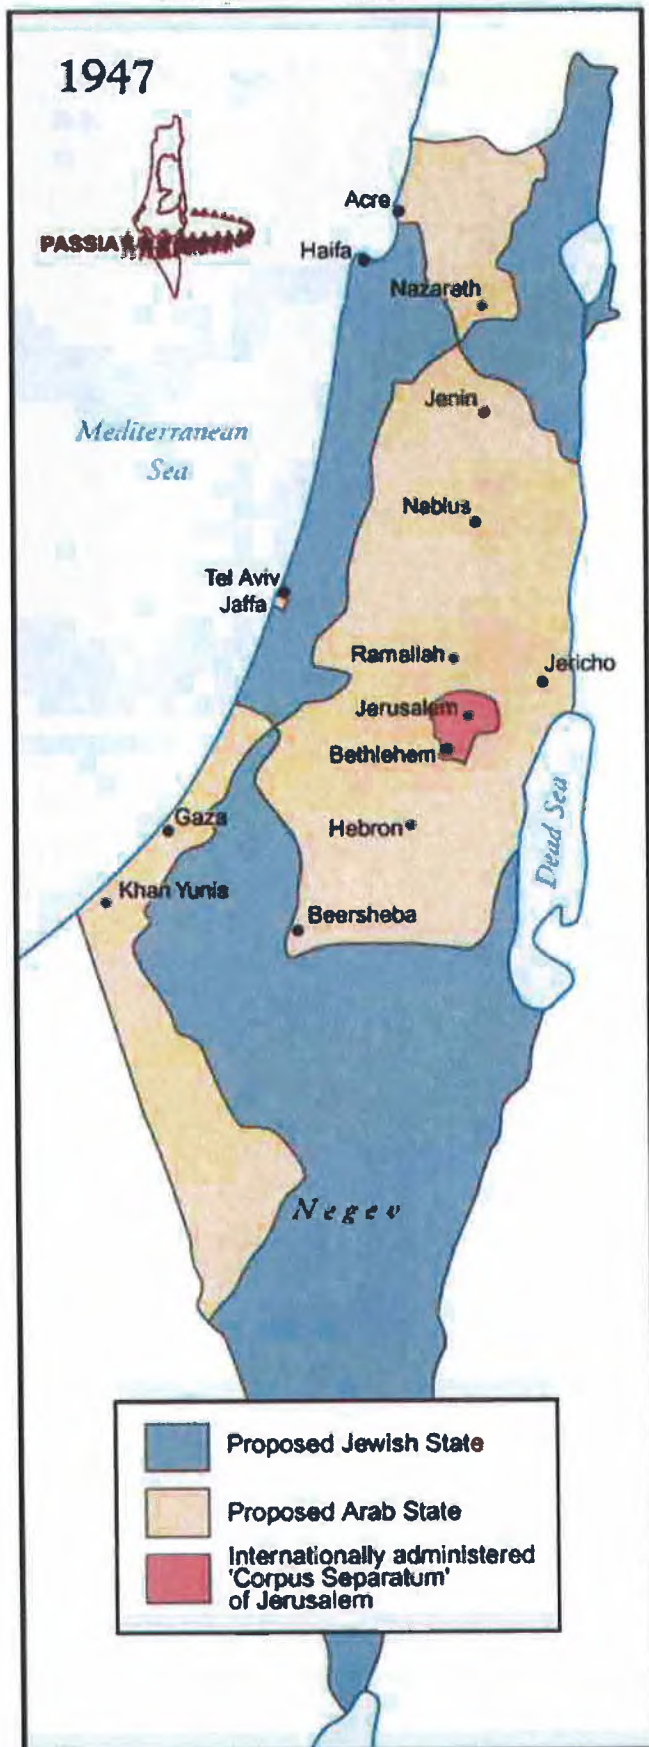 1947
PASSIA
Acre
Haifa
Nazareth
Jenin
Mediterranean
Sea
Nablus
Tel Aviv
Jaffa
Ramallah
Jericho
Jerusalem
Bethlehem
Dead Sea
Gaza
Hebron
Khan Yunis
Beersheba
Negev
Proposed Jewish State
Proposed Arab State
Internationally administered
'Corpus Separatum'
of Jerusalem